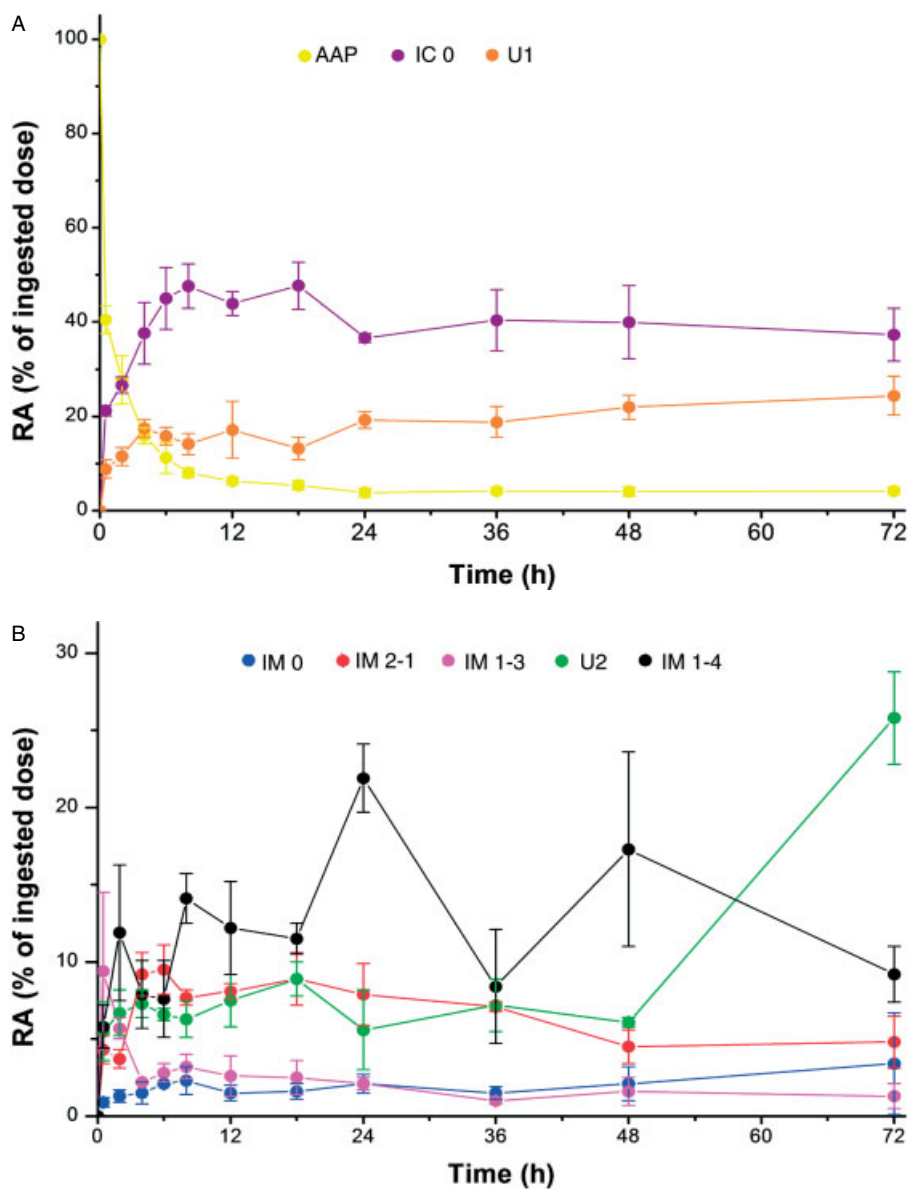 A
100
AAP IC 0 U1
80
RA (% of ingested dose)
60
40
20
0
0 12 24 36 48 60 72
Time (h)
B
30
IM 0 IM 2-1 IM 1-3 U2 IM 1-4
RA (% of ingested dose)
20
10
0
0 12 24 36 48 60 72
Time (h)